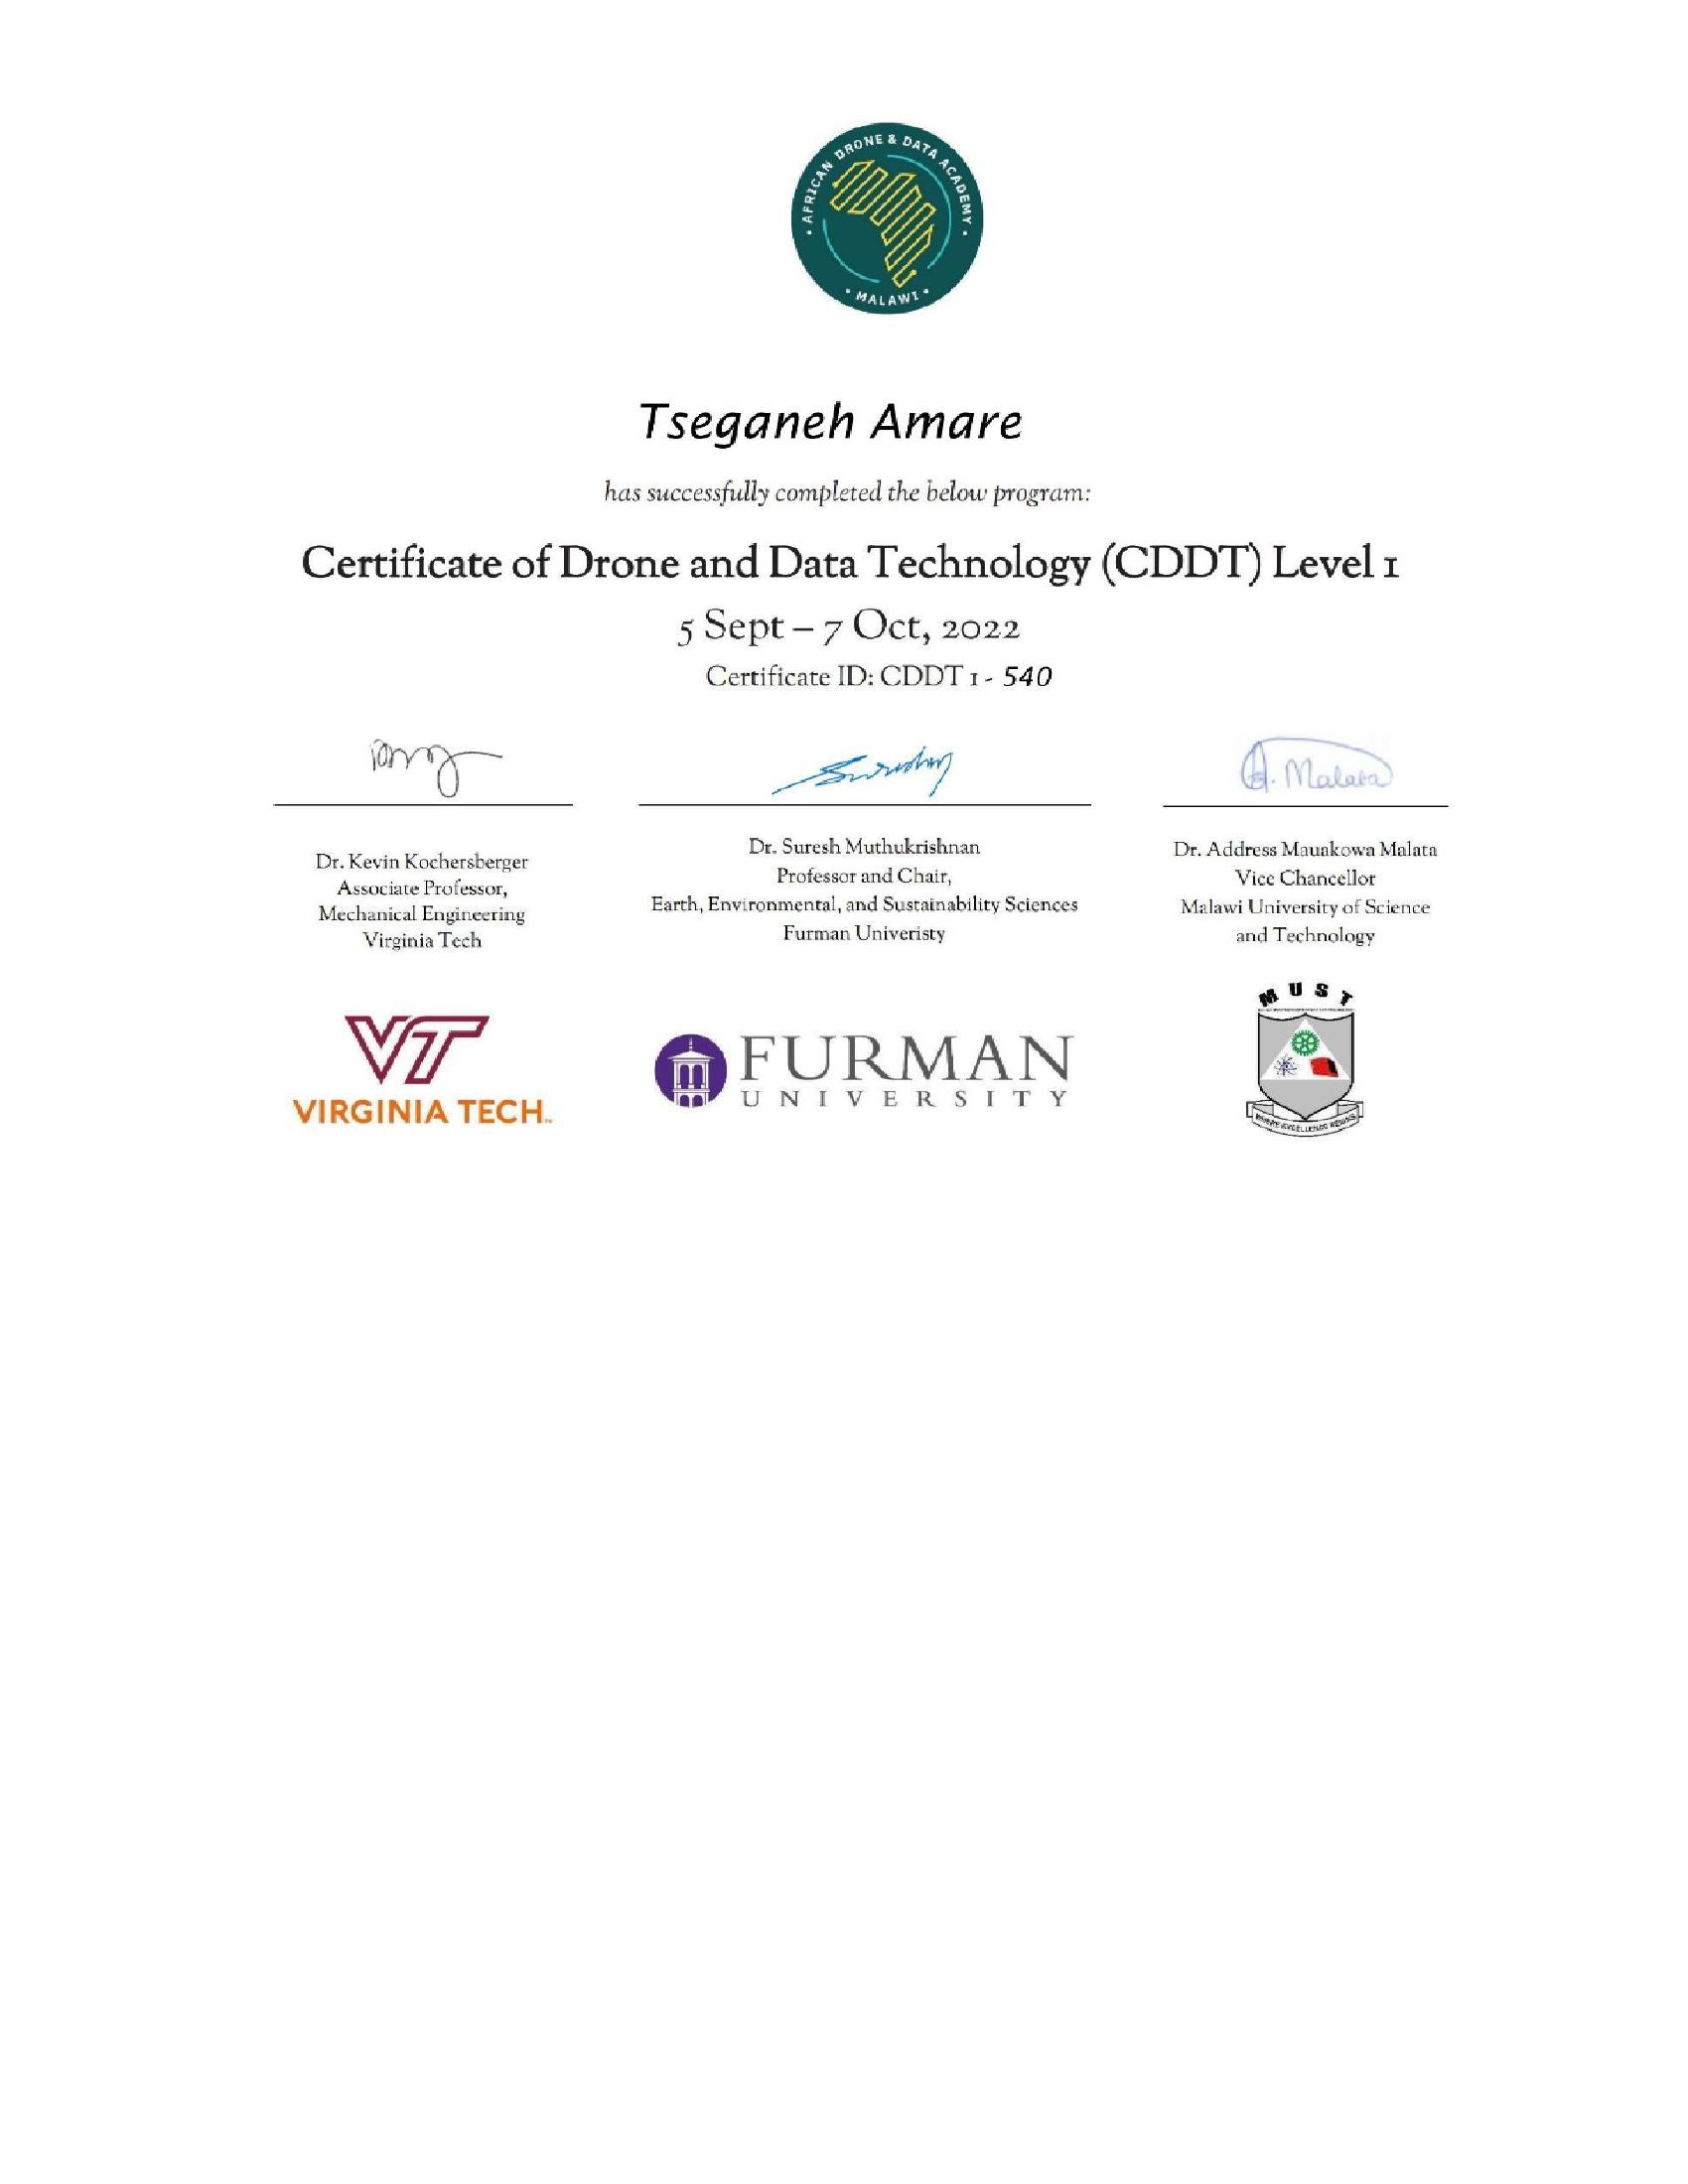 AFRICAN DRONE & DATA ACADEMY
MALAWI
Tseganeh Amare
has successfully completed the below program:
Certificate of Drone and Data Technology (CDDT) Level 1
5 Sept – 7 Oct, 2022
Certificate ID: CDDT 1 - 540
A. Malata
Dr. Kevin Kochersberger
Associate Professor,
Mechanical Engineering
Virginia Tech
Dr. Suresh Muthukrishnan
Professor and Chair,
Earth, Environmental, and Sustainability Sciences
Furman Univeristy
Dr. Address Mauakowa Malata
Vice Chancellor
Malawi University of Science
and Technology
VT
VIRGINIA TECH™
FURMAN
UNIVERSITY
MUST